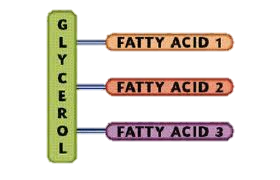 GLYCEROL
FATTY ACID 1
FATTY ACID 2
FATTY ACID 3